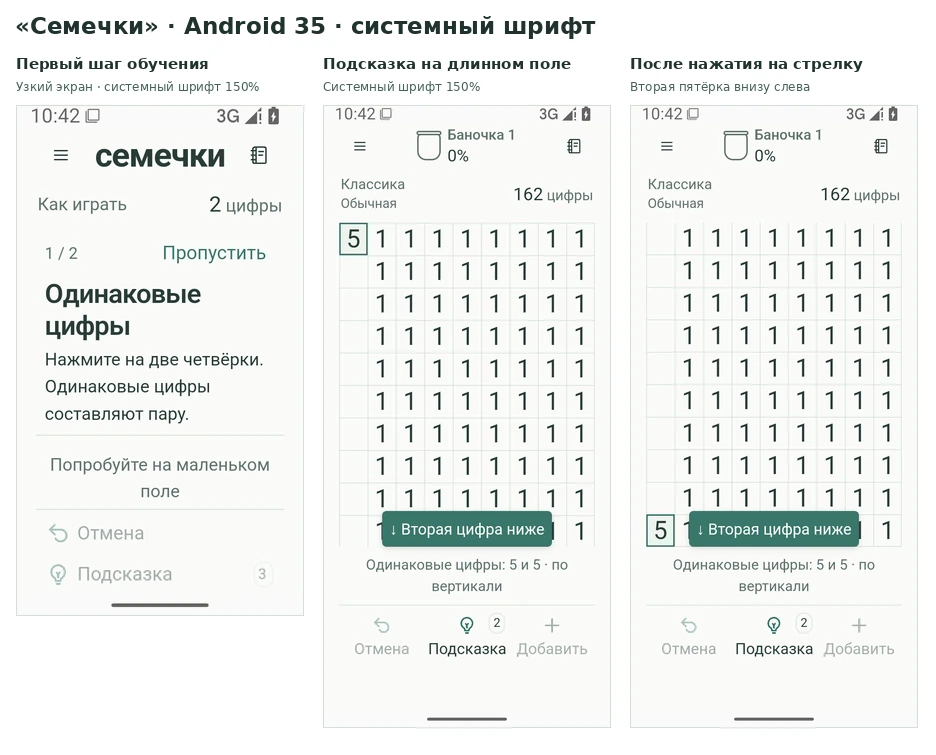 «Семечки» · Android 35 · системный шрифт
Первый шаг обучения
Узкий экран · системный шрифт 150%
10:42 3G
семечки
Как играть 2 цифры
1 / 2 Пропустить
Одинаковые
цифры
Нажмите на две четвёрки.
Одинаковые цифры
составляют пару.
Попробуйте на маленьком
поле
Отмена
Подсказка 3
Подсказка на длинном поле
Системный шрифт 150%
10:42 3G
Баночка 1
0%
Классика
Обычная
162 цифры
5 1 1 1 1 1 1 1 1
1 1 1 1 1 1 1 1
1 1 1 1 1 1 1 1
1 1 1 1 1 1 1 1
1 1 1 1 1 1 1 1
1 1 1 1 1 1 1 1
1 1 1 1 1 1 1 1
1 1 1 1 1 1 1 1
1 1 1 1 1 1 1 1
1 ↓ Вторая цифра ниже 1
Одинаковые цифры: 5 и 5 · по
вертикали
2
Отмена Подсказка Добавить
После нажатия на стрелку
Вторая пятёрка внизу слева
10:42 3G
Баночка 1
0%
Классика
Обычная
162 цифры
1 1 1 1 1 1 1 1
1 1 1 1 1 1 1 1
1 1 1 1 1 1 1 1
1 1 1 1 1 1 1 1
1 1 1 1 1 1 1 1
1 1 1 1 1 1 1 1
1 1 1 1 1 1 1 1
1 1 1 1 1 1 1 1
1 1 1 1 1 1 1 1
5 1 ↓ Вторая цифра ниже 1 1
Одинаковые цифры: 5 и 5 · по
вертикали
2
Отмена Подсказка Добавить